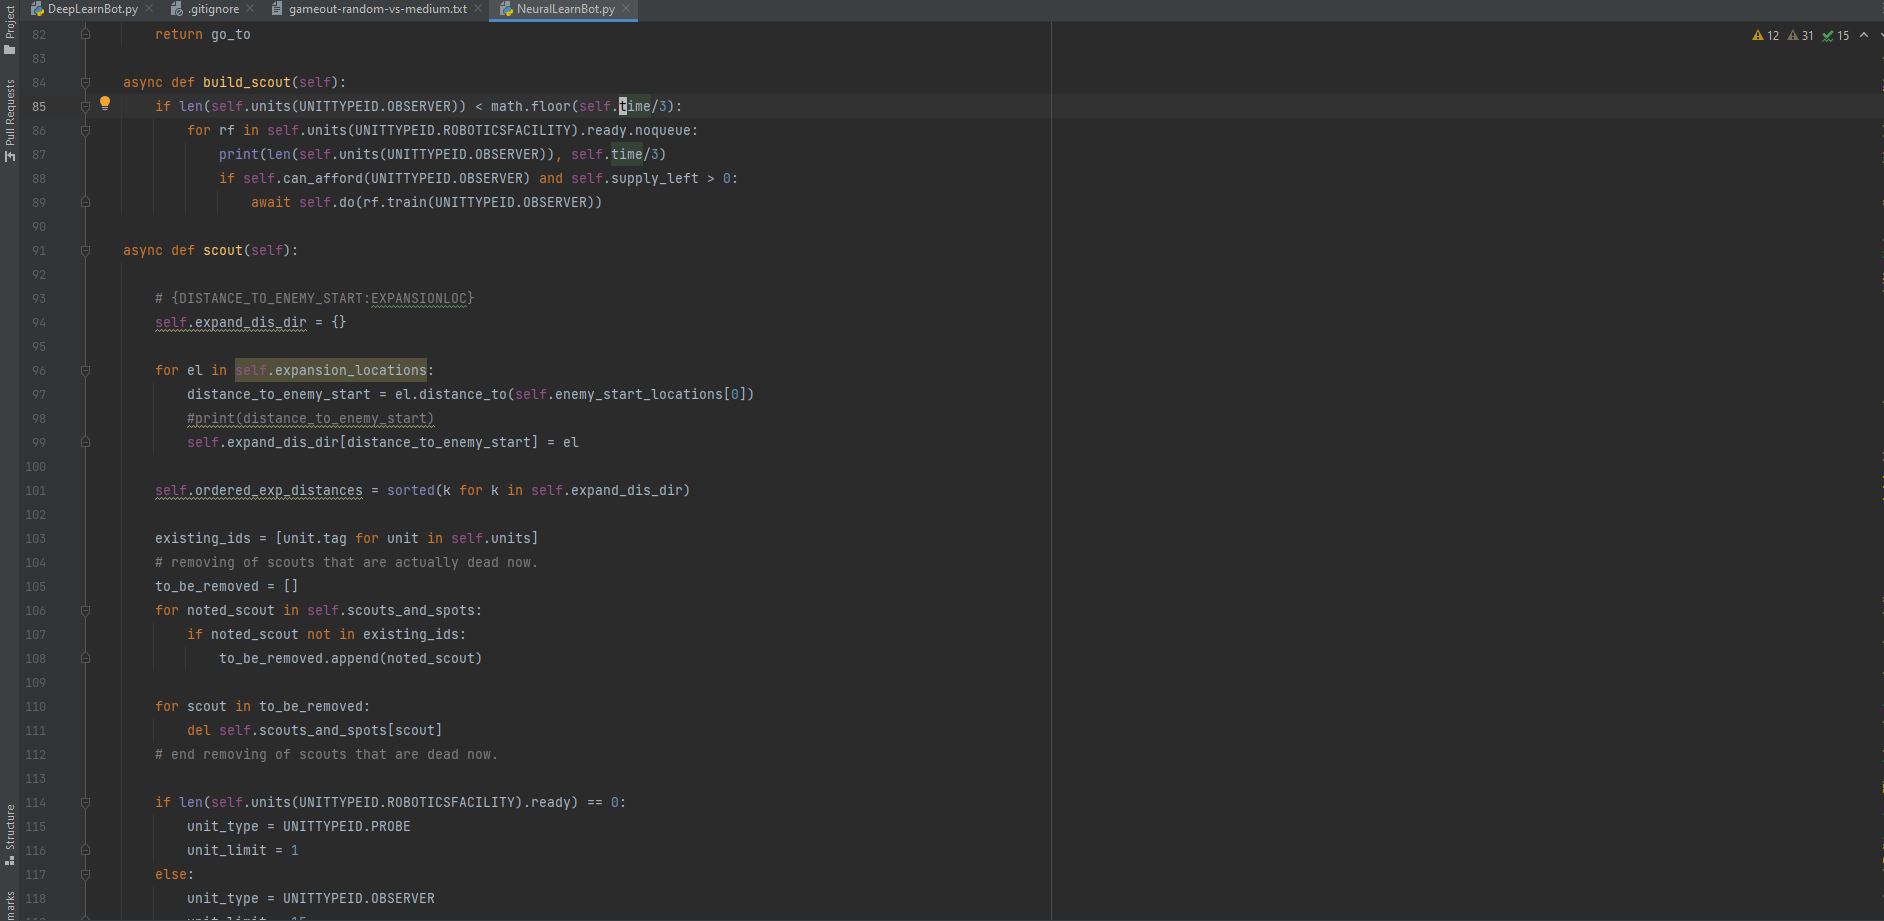 DeepLearnBot.py .gitignore gameout-random-vs-medium.txt NeuralLearnBot.py
Project
Pull Requests
Structure
marks
12 31 15
82 return go_to
83
84 async def build_scout(self):
85 if len(self.units(UNITTYPEID.OBSERVER)) < math.floor(self.time/3):
86 for rf in self.units(UNITTYPEID.ROBOTICSFACILITY).ready.noqueue:
87 print(len(self.units(UNITTYPEID.OBSERVER)), self.time/3)
88 if self.can_afford(UNITTYPEID.OBSERVER) and self.supply_left > 0:
89 await self.do(rf.train(UNITTYPEID.OBSERVER))
90
91 async def scout(self):
92
93 # {DISTANCE_TO_ENEMY_START:EXPANSIONLOC}
94 self.expand_dis_dir = {}
95
96 for el in self.expansion_locations:
97 distance_to_enemy_start = el.distance_to(self.enemy_start_locations[0])
98 #print(distance_to_enemy_start)
99 self.expand_dis_dir[distance_to_enemy_start] = el
100
101 self.ordered_exp_distances = sorted(k for k in self.expand_dis_dir)
102
103 existing_ids = [unit.tag for unit in self.units]
104 # removing of scouts that are actually dead now.
105 to_be_removed = []
106 for noted_scout in self.scouts_and_spots:
107 if noted_scout not in existing_ids:
108 to_be_removed.append(noted_scout)
109
110 for scout in to_be_removed:
111 del self.scouts_and_spots[scout]
112 # end removing of scouts that are dead now.
113
114 if len(self.units(UNITTYPEID.ROBOTICSFACILITY).ready) == 0:
115 unit_type = UNITTYPEID.PROBE
116 unit_limit = 1
117 else:
118 unit_type = UNITTYPEID.OBSERVER